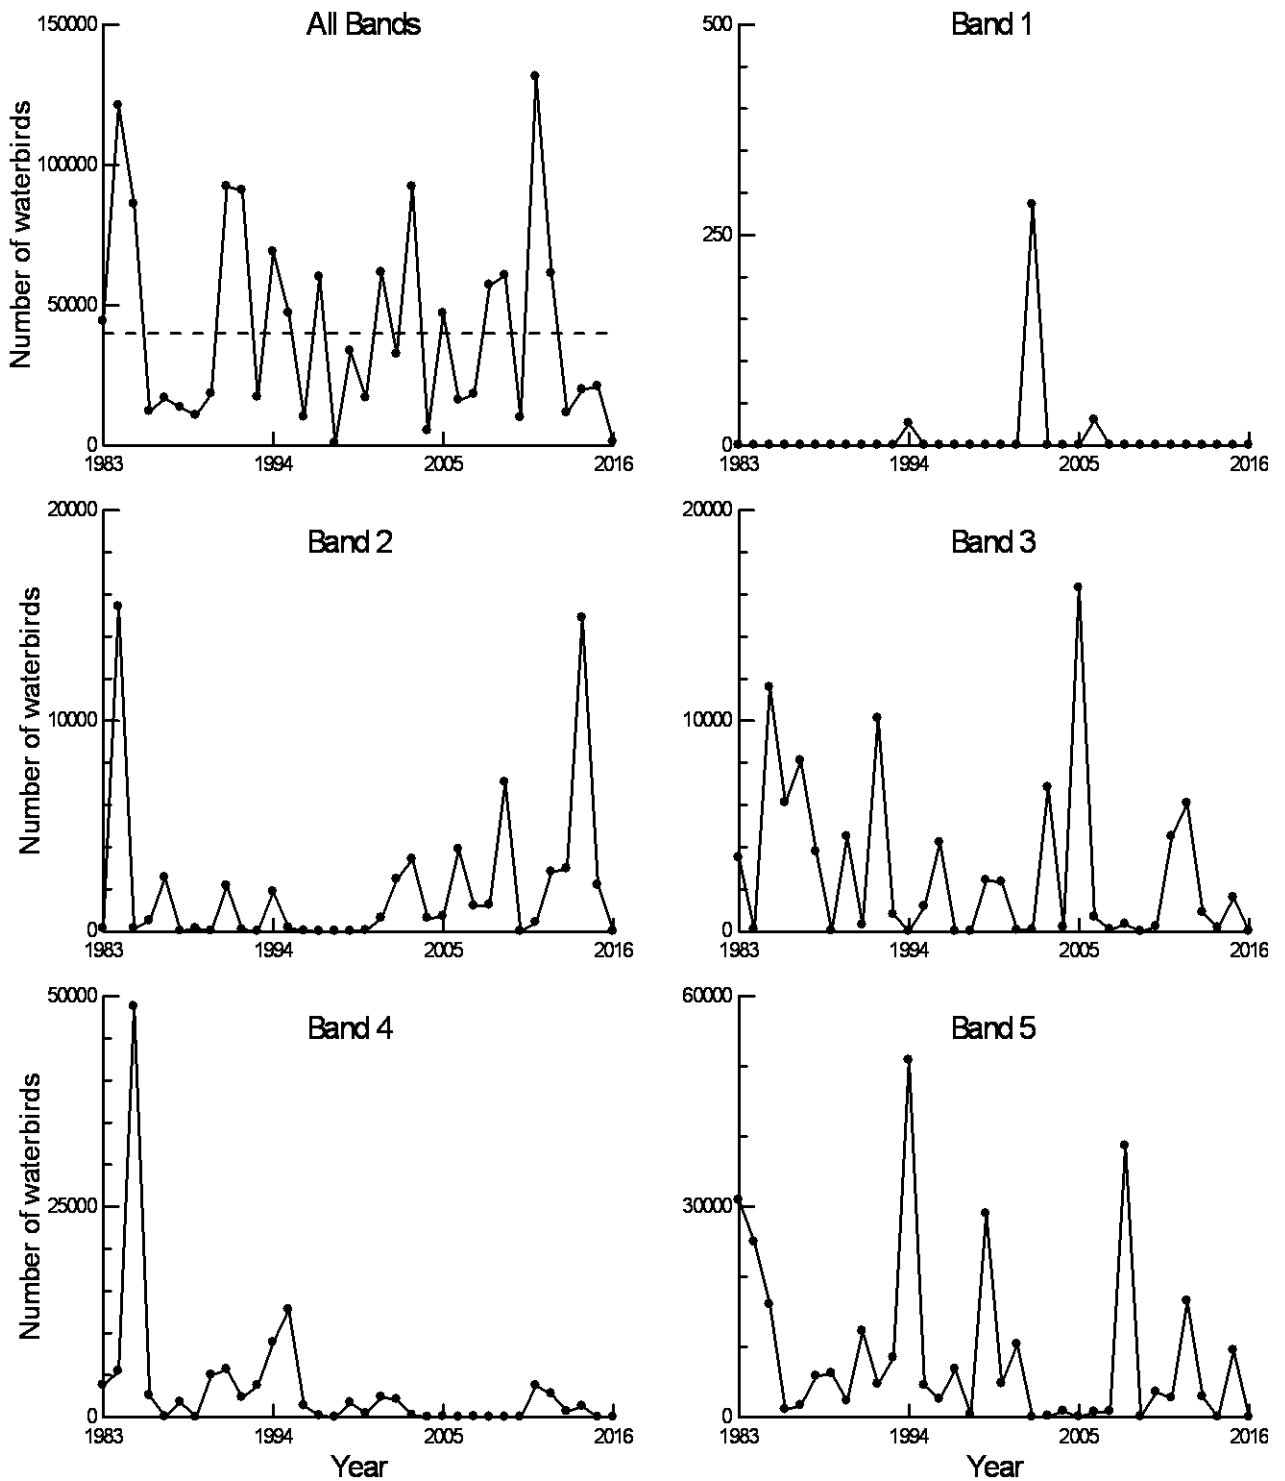 All Bands
Number of waterbirds
150000
100000
50000
0
1983 1994 2005 2016
Band 1
500
250
0
1983 1994 2005 2016
Band 2
Number of waterbirds
20000
10000
0
1983 1994 2005 2016
Band 3
20000
10000
0
1983 1994 2005 2016
Band 4
Number of waterbirds
50000
25000
0
1983 1994 2005 2016
Year
Band 5
60000
30000
0
1983 1994 2005 2016
Year